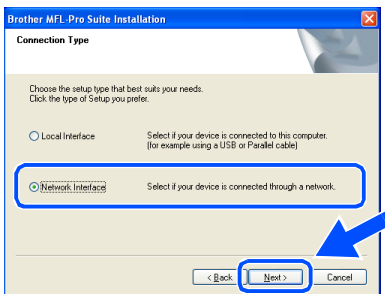 Brother MFL-Pro Suite Installation
Connection Type
Choose the setup type that best suits your needs.
Click the type of Setup you prefer.
Local Interface
Select if your device is connected to this computer.
(for example using a USB or Parallel cable)
Network Interface
Select if your device is connected through a network.
< Back
Next >
Cancel